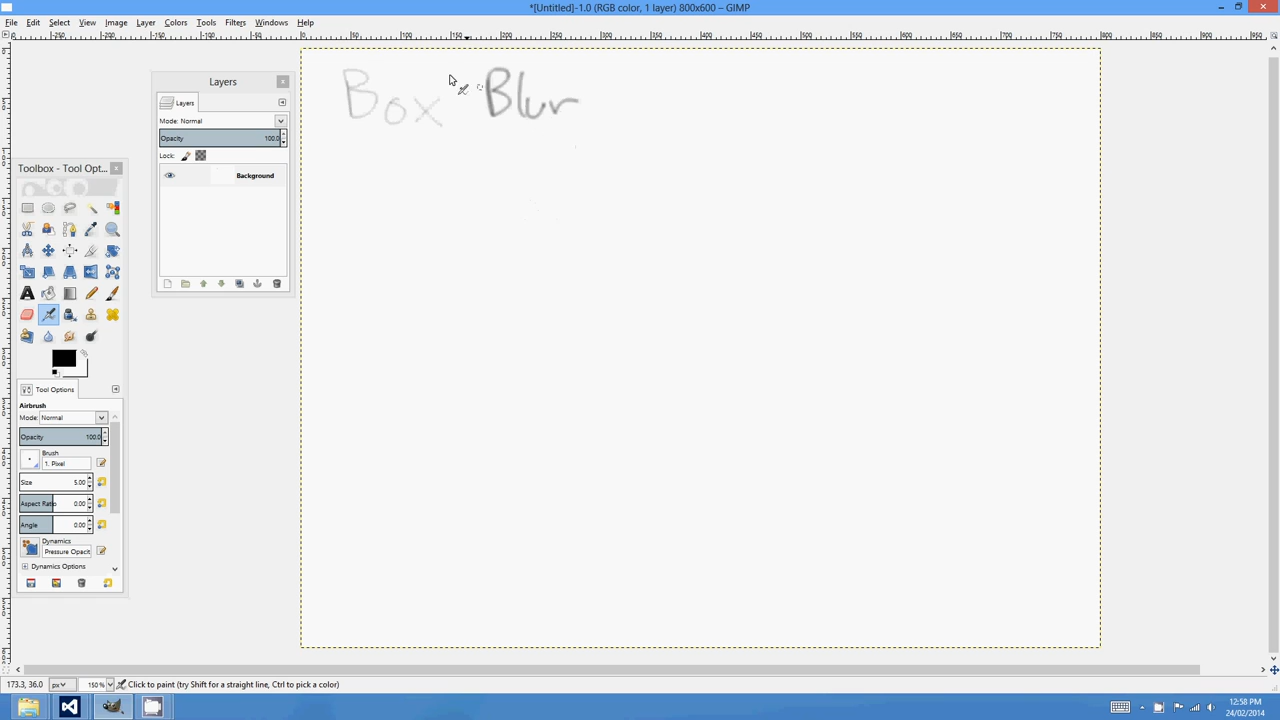 *[Untitled]-1.0 (RGB color, 1 layer) 800x600 – GIMP
File Edit Select View Image Layer Colors Tools Filters Windows Help
Box Blur
Layers
Layers
Mode: Normal
Opacity 100.0
Lock:
Background
Toolbox - Tool Opt...
Tool Options
Airbrush
Mode: Normal
Opacity 100.0
Brush
1. Pixel
Size 5.00
Aspect Ratio 0.00
Angle 0.00
Dynamics
Pressure Opacit
Dynamics Options
173.3, 36.0 px 150% Click to paint (try Shift for a straight line, Ctrl to pick a color)
12:58 PM
24/02/2014